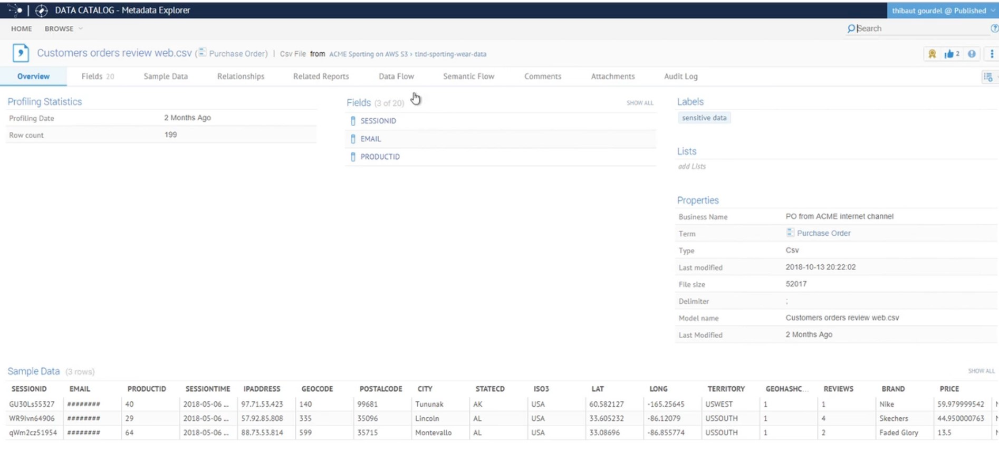 DATA CATALOG - Metadata Explorer
thibaut gourdel @ Published
HOME BROWSE
Search
Customers orders review web.csv (Purchase Order) | Csv File from ACME Sporting on AWS S3 › tlnd-sporting-wear-data
2
Overview Fields 20 Sample Data Relationships Related Reports Data Flow Semantic Flow Comments Attachments Audit Log
Profiling Statistics
Profiling Date 2 Months Ago
Row count 199
Fields (3 of 20) SHOW ALL
SESSIONID
EMAIL
PRODUCTID
Labels
sensitive data
Lists
add Lists
Properties
Business Name PO from ACME internet channel
Term Purchase Order
Type Csv
Last modified 2018-10-13 20:22:02
File size 52017
Delimiter ;
Model name Customers orders review web.csv
Last Modified 2 Months Ago
Sample Data (3 rows) SHOW ALL
SESSIONID EMAIL PRODUCTID SESSIONTIME IPADDRESS GEOCODE POSTALCODE CITY STATECD ISO3 LAT LONG TERRITORY GEOHASHC... REVIEWS BRAND PRICE
GU30Ls55327 ######## 40 2018-05-06 ... 97.71.53.423 140 99681 Tununak AK USA 60.582127 -165.25645 USWEST 1 1 Nike 59.979999542
WR9Ivn64906 ######## 29 2018-05-06 ... 57.92.85.808 335 35096 Lincoln AL USA 33.605232 -86.12079 USSOUTH 1 4 Skechers 44.950000763
qWm2cz51954 ######## 64 2018-05-06 ... 88.73.53.814 599 35715 Montevallo AL USA 33.08696 -86.855774 USSOUTH 1 2 Faded Glory 13.5